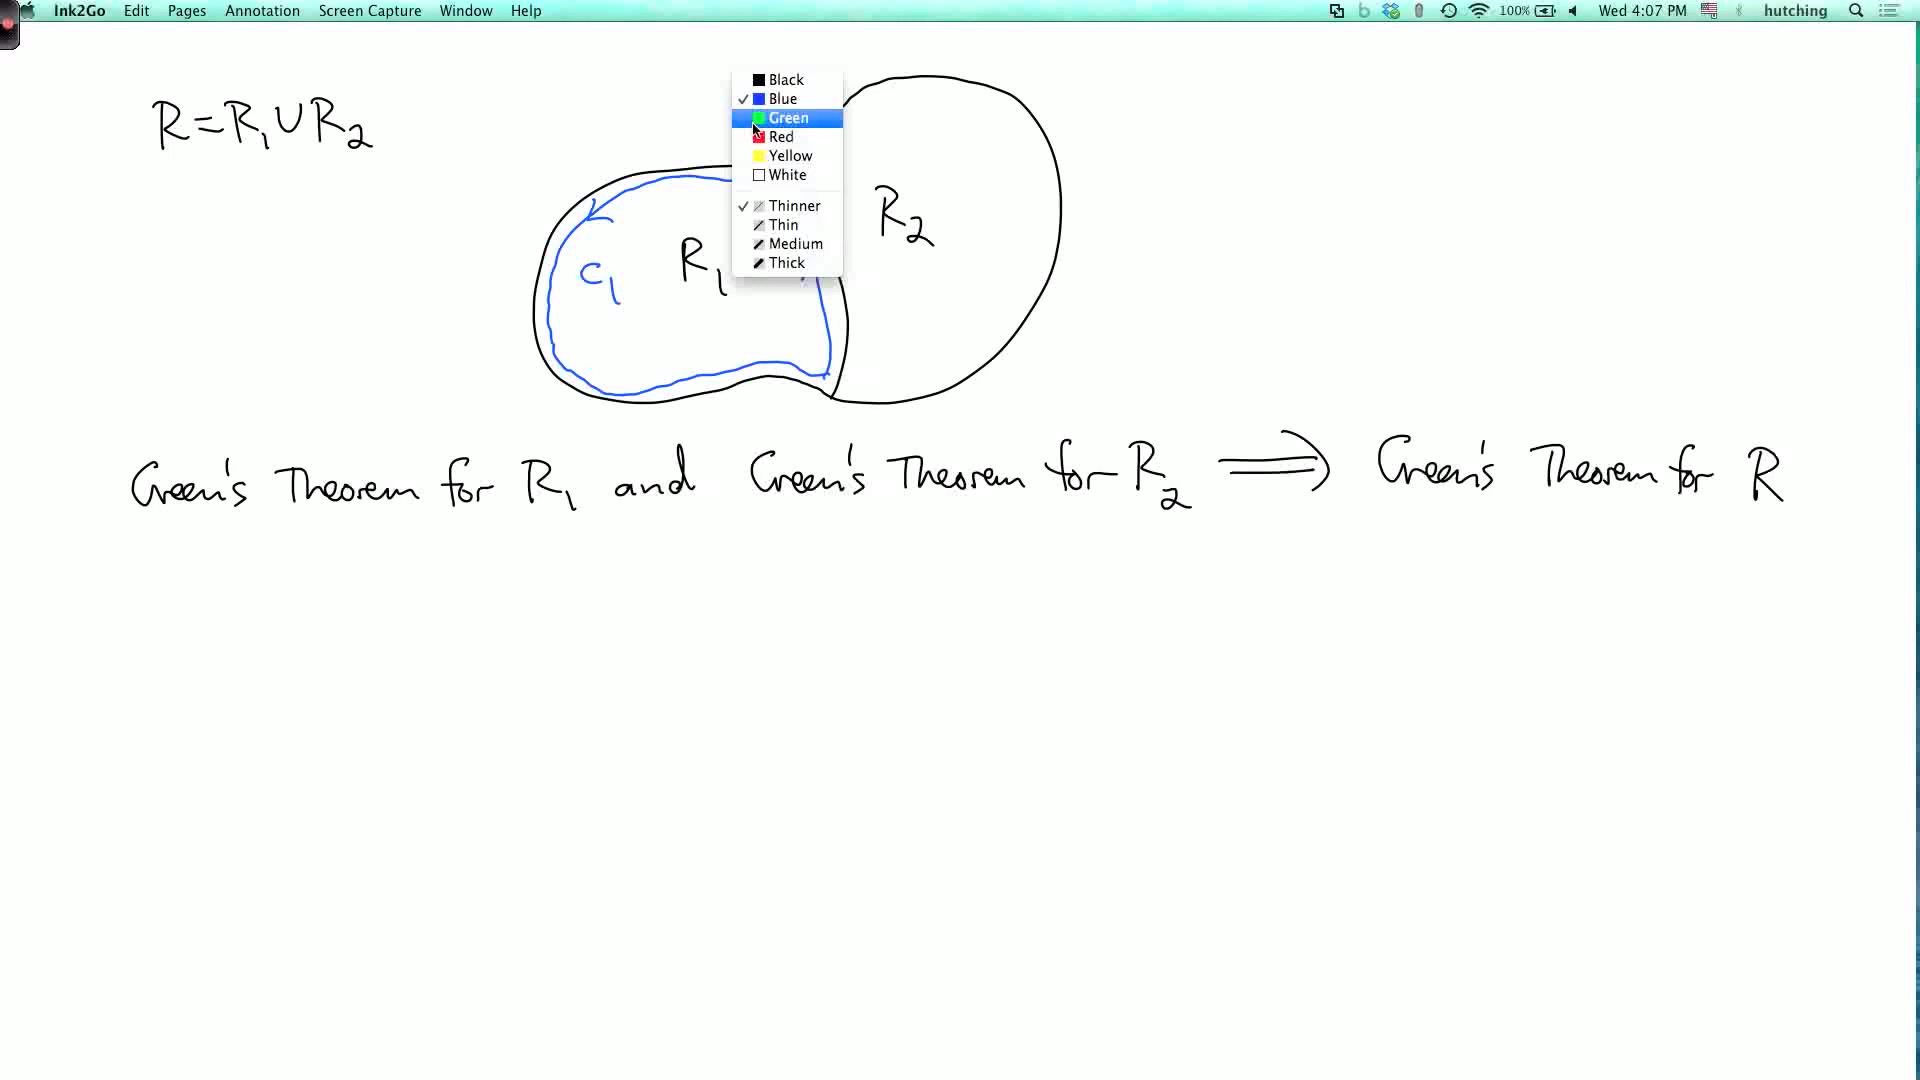 Ink2Go Edit Pages Annotation Screen Capture Window Help 100% Wed 4:07 PM hutching
R=R₁∪R₂
Black
Blue
Green
Red
Yellow
White
Thinner
Thin
Medium
Thick
R₂
C₁ R₁
Green's Theorem for R₁ and Green's Theorem for R₂ ⟹ Green's Theorem for R